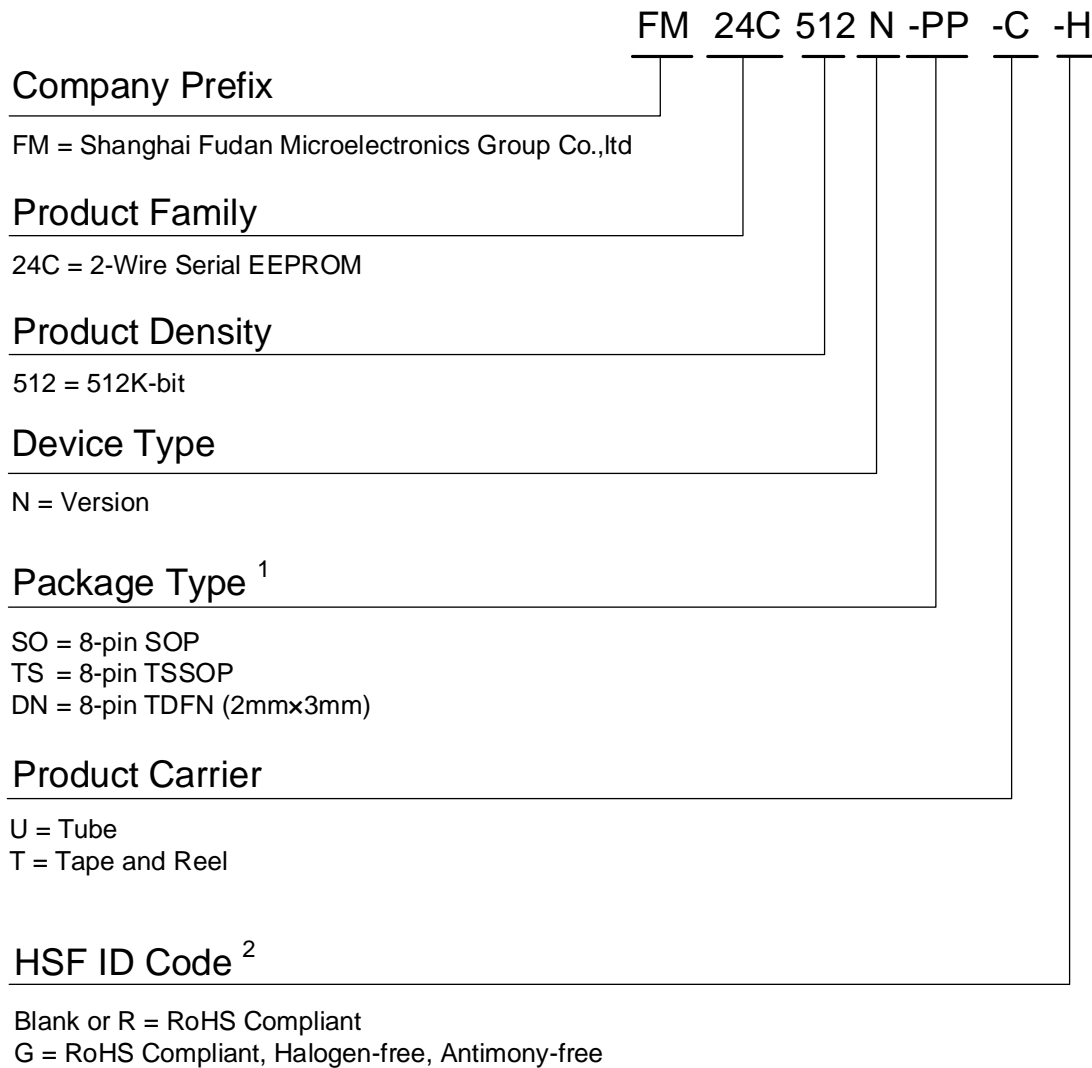 FM 24C 512 N -PP -C -H
Company Prefix
FM = Shanghai Fudan Microelectronics Group Co.,ltd
Product Family
24C = 2-Wire Serial EEPROM
Product Density
512 = 512K-bit
Device Type
N = Version
Package Type 1
SO = 8-pin SOP
TS = 8-pin TSSOP
DN = 8-pin TDFN (2mm×3mm)
Product Carrier
U = Tube
T = Tape and Reel
HSF ID Code 2
Blank or R = RoHS Compliant
G = RoHS Compliant, Halogen-free, Antimony-free